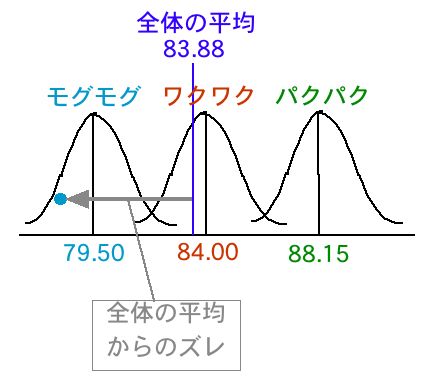 全体の平均
83.88
モグモグ
ワクワク
パクパク
79.50
84.00
88.15
全体の平均
からのズレ